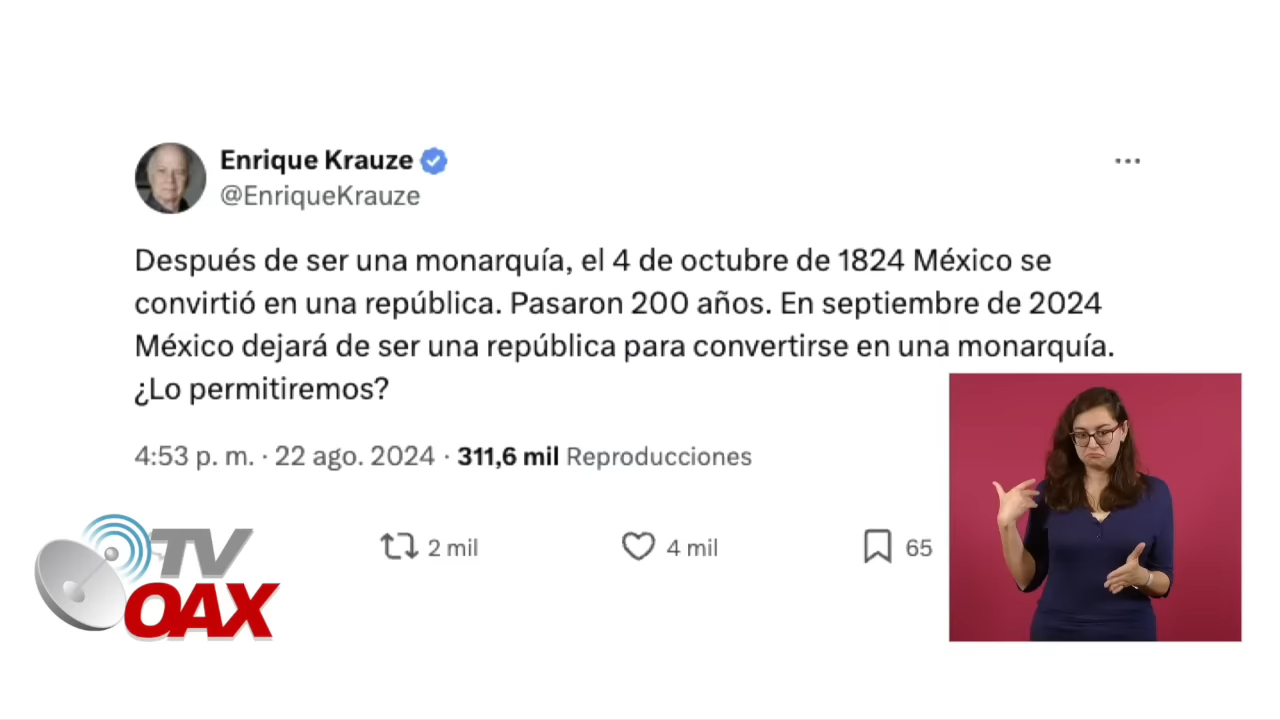 Enrique Krauze
@EnriqueKrauze
Después de ser una monarquía, el 4 de octubre de 1824 México se
convirtió en una república. Pasaron 200 años. En septiembre de 2024
México dejará de ser una república para convertirse en una monarquía.
¿Lo permitiremos?
4:53 p. m. · 22 ago. 2024 · 311,6 mil Reproducciones
2 mil 4 mil 65
TV
OAX